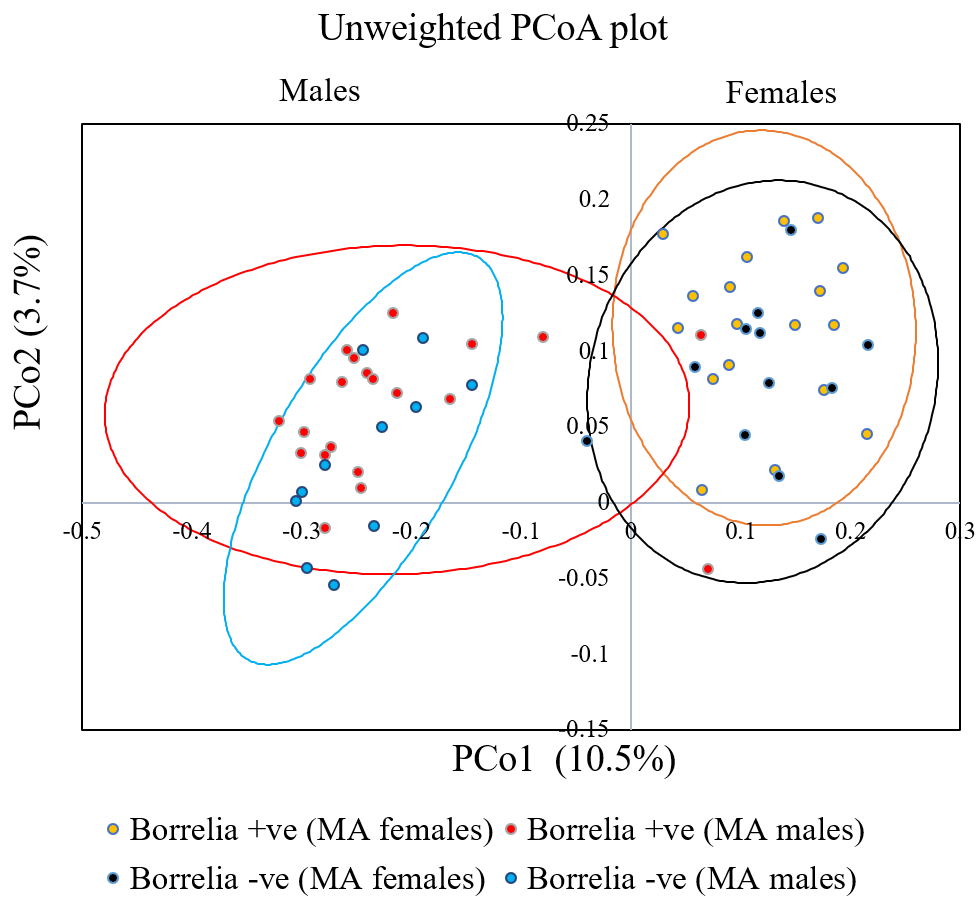 Unweighted PCoA plot
Males
Females
0.25
0.2
0.15
0.1
0.05
0
-0.05
-0.1
-0.15
-0.5 -0.4 -0.3 -0.2 -0.1 0 0.1 0.2 0.3
PCo2 (3.7%)
PCo1 (10.5%)
Borrelia +ve (MA females) Borrelia +ve (MA males)
Borrelia -ve (MA females) Borrelia -ve (MA males)